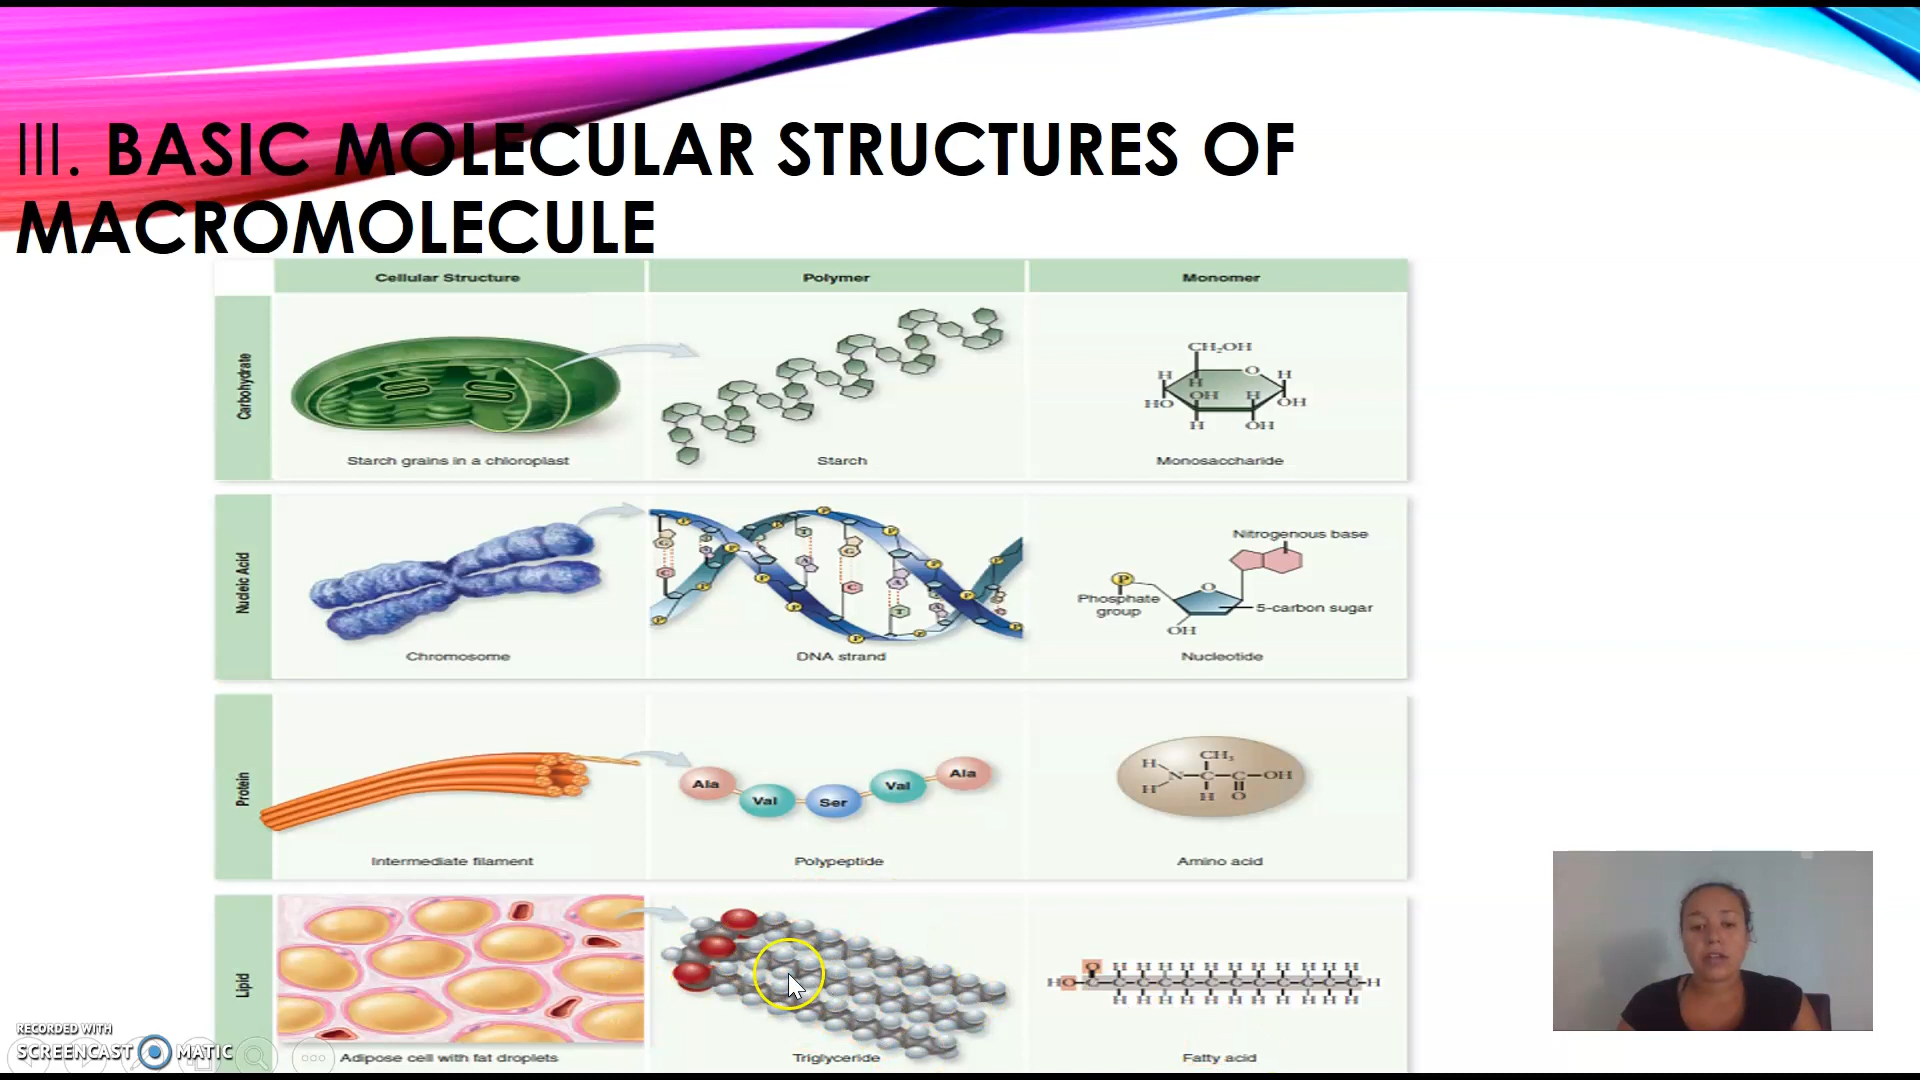 III. BASIC MOLECULAR STRUCTURES OF
MACROMOLECULE
Cellular Structure Polymer Monomer
Carbohydrate
Starch grains in a chloroplast
Starch
CH₂OH
H O H
H
HO OH H OH
H OH
Monosaccharide
Nucleic Acid
Chromosome
G C P P P P P P P P P P P P P
T A G C A T A
DNA strand
Nitrogenous base
P
Phosphate
group
O
5-carbon sugar
OH
Nucleotide
Protein
Intermediate filament
Ala Val Ser Val Ala
Polypeptide
CH₃
H
N C C OH
H H O
Amino acid
Lipid
Adipose cell with fat droplets
Triglyceride
O H H H H H H H H H H H
HO C C C C C C C C C C C C H
H H H H H H H H H H H
Fatty acid
RECORDED WITH
SCREENCAST MATIC